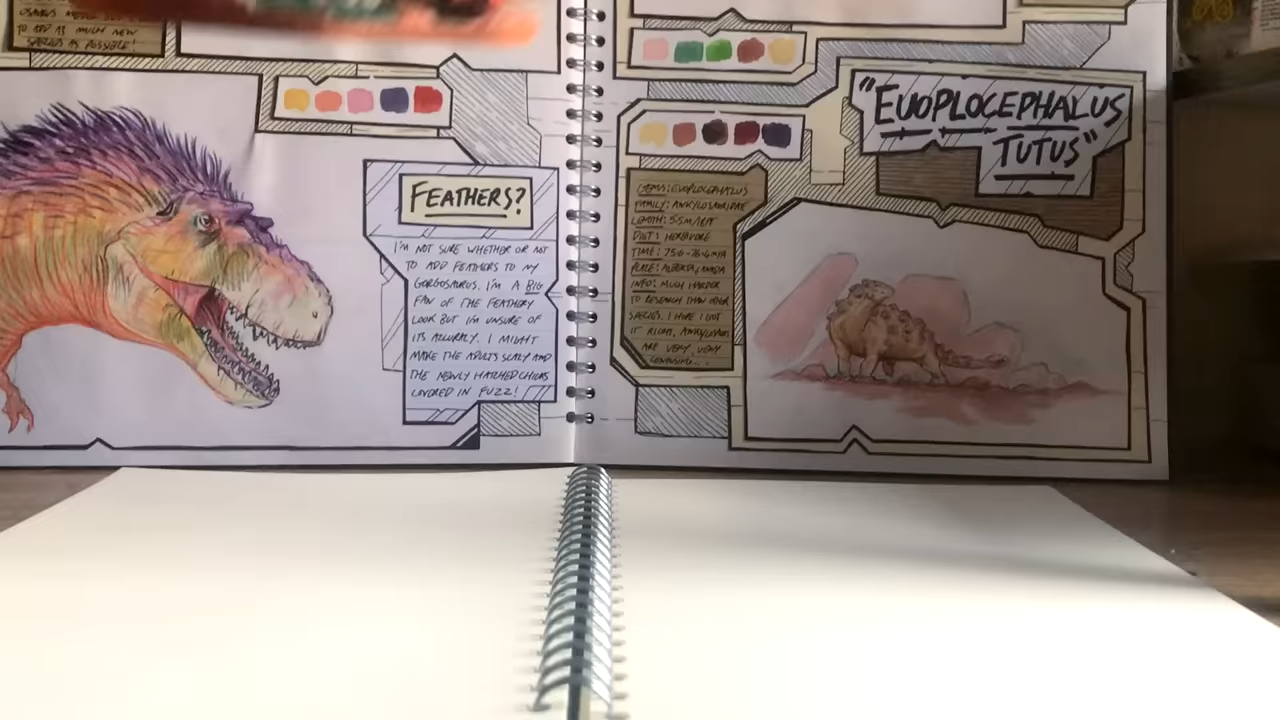 TO ADD AS MUCH NEW
SPECIES AS POSSIBLE!
FEATHERS?
I'M NOT SURE WHETHER OR NOT
TO ADD FEATHERS TO MY
GORGOSAURUS. I'M A BIG
FAN OF THE FEATHERY
LOOK BUT I'M UNSURE OF
ITS ACCURACY. I MIGHT
MAKE THE ADULTS SCALY AND
THE NEWLY HATCHED CHICKS
COVERED IN FUZZ!
"EUOPLOCEPHALUS
TUTUS"
GENUS: EUOPLOCEPHALUS
FAMILY: ANKYLOSAURIDAE
LENGTH: 5.5M/18FT
DIET: HERBIVORE
TIME: 75.6-76.4MYA
PLACE: ALBERTA, CANADA
INFO: MUCH HARDER
TO RESEARCH THAN OTHER
SPECIES. I HOPE I GOT
IT RIGHT, ANKYLOSAURS
ARE VERY, VERY
CONFUSING...